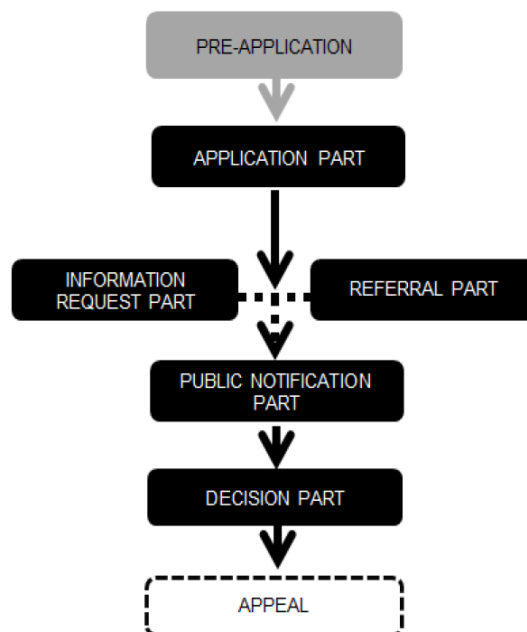 PRE-APPLICATION
APPLICATION PART
INFORMATION
REQUEST PART
REFERRAL PART
PUBLIC NOTIFICATION
PART
DECISION PART
APPEAL